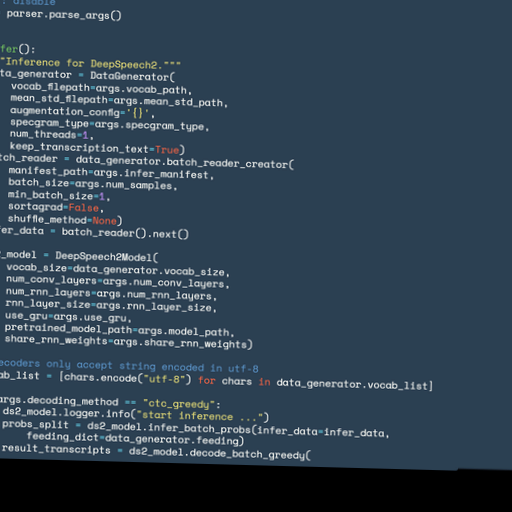 : disable
parser.parse_args()
fer():
"Inference for DeepSpeech2."""
ta_generator = DataGenerator(
vocab_filepath=args.vocab_path,
mean_std_filepath=args.mean_std_path,
augmentation_config='{}',
specgram_type=args.specgram_type,
num_threads=1,
keep_transcription_text=True)
tch_reader = data_generator.batch_reader_creator(
manifest_path=args.infer_manifest,
batch_size=args.num_samples,
min_batch_size=1,
sortagrad=False,
shuffle_method=None)
fer_data = batch_reader().next()
2_model = DeepSpeech2Model(
vocab_size=data_generator.vocab_size,
num_conv_layers=args.num_conv_layers,
num_rnn_layers=args.num_rnn_layers,
rnn_layer_size=args.rnn_layer_size,
use_gru=args.use_gru,
pretrained_model_path=args.model_path,
share_rnn_weights=args.share_rnn_weights)
ecoders only accept string encoded in utf-8
ab_list = [chars.encode("utf-8") for chars in data_generator.vocab_list]
args.decoding_method == "ctc_greedy":
ds2_model.logger.info("start inference ...")
probs_split = ds2_model.infer_batch_probs(infer_data=infer_data,
feeding_dict=data_generator.feeding)
result_transcripts = ds2_model.decode_batch_greedy(